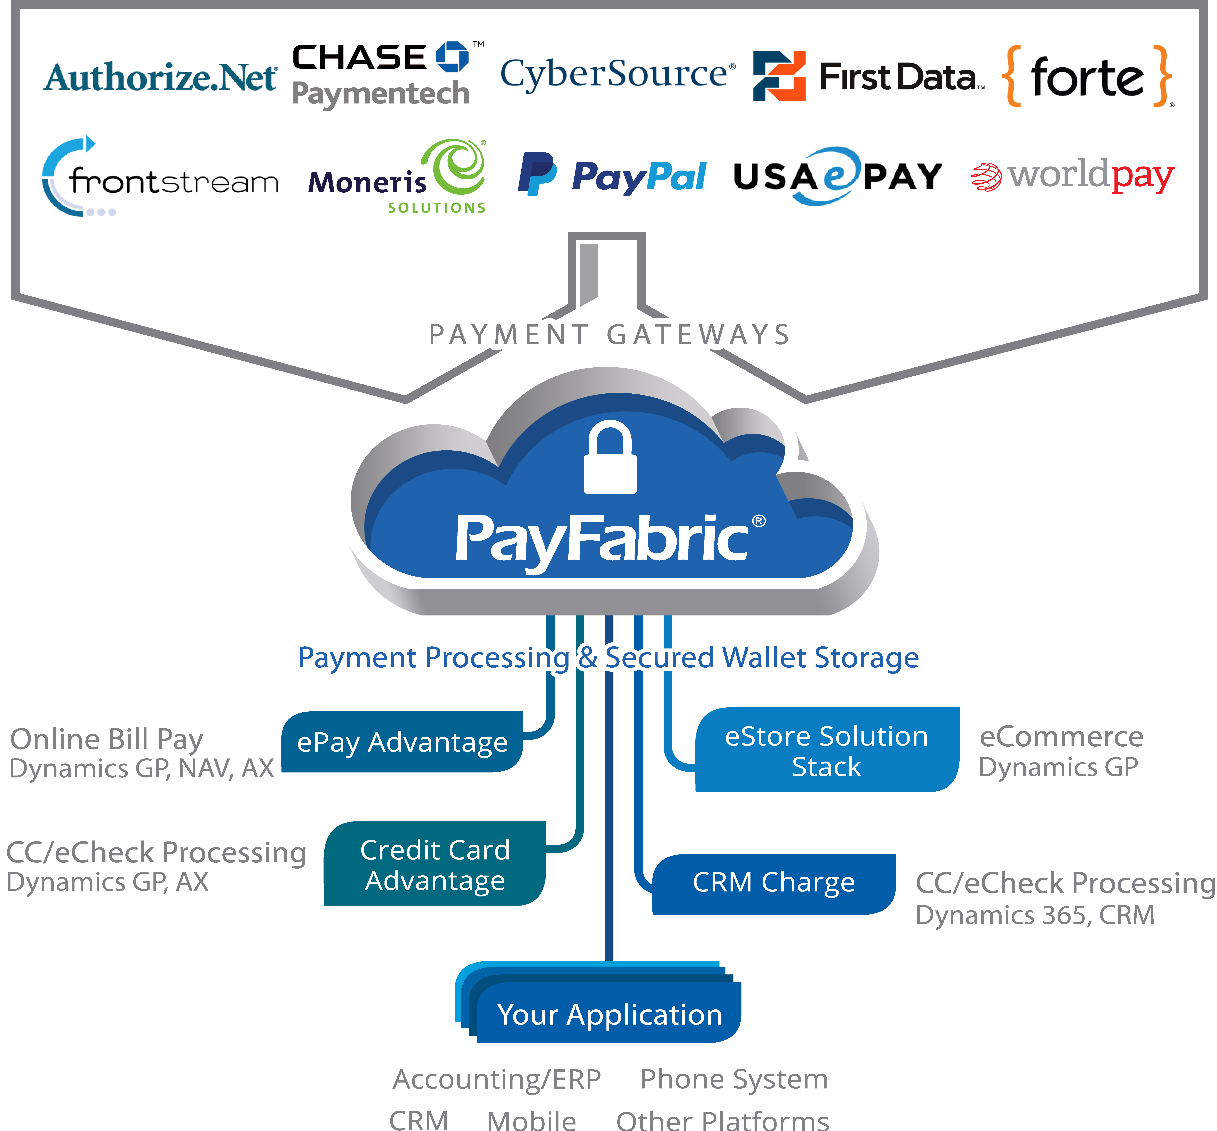 Authorize.Net®
CHASE ™
Paymentech
CyberSource®
First Data™
{forte}®
frontstream
Moneris®
SOLUTIONS
PayPal
USAePAY
worldpay
PAYMENT GATEWAYS
PayFabric®
Payment Processing & Secured Wallet Storage
Online Bill Pay
Dynamics GP, NAV, AX
ePay Advantage
eStore Solution
Stack
eCommerce
Dynamics GP
CC/eCheck Processing
Dynamics GP, AX
Credit Card
Advantage
CRM Charge
CC/eCheck Processing
Dynamics 365, CRM
Your Application
Accounting/ERP Phone System
CRM Mobile Other Platforms